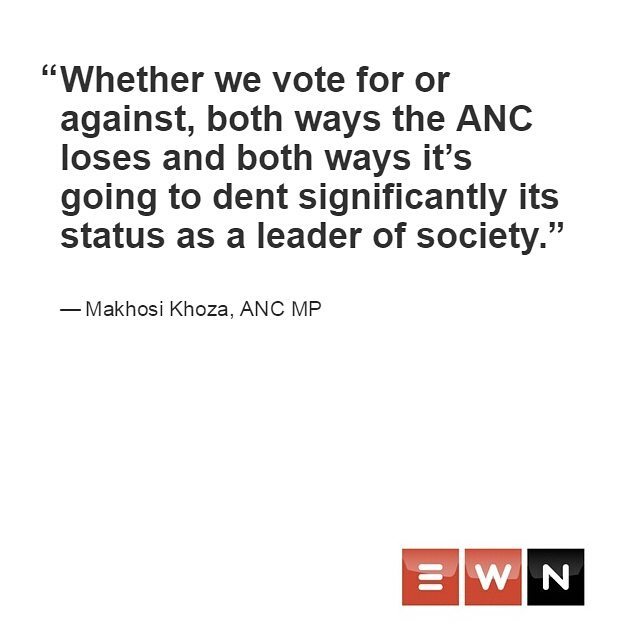 “Whether we vote for or
against, both ways the ANC
loses and both ways it’s
going to dent significantly its
status as a leader of society.”
— Makhosi Khoza, ANC MP
EWN